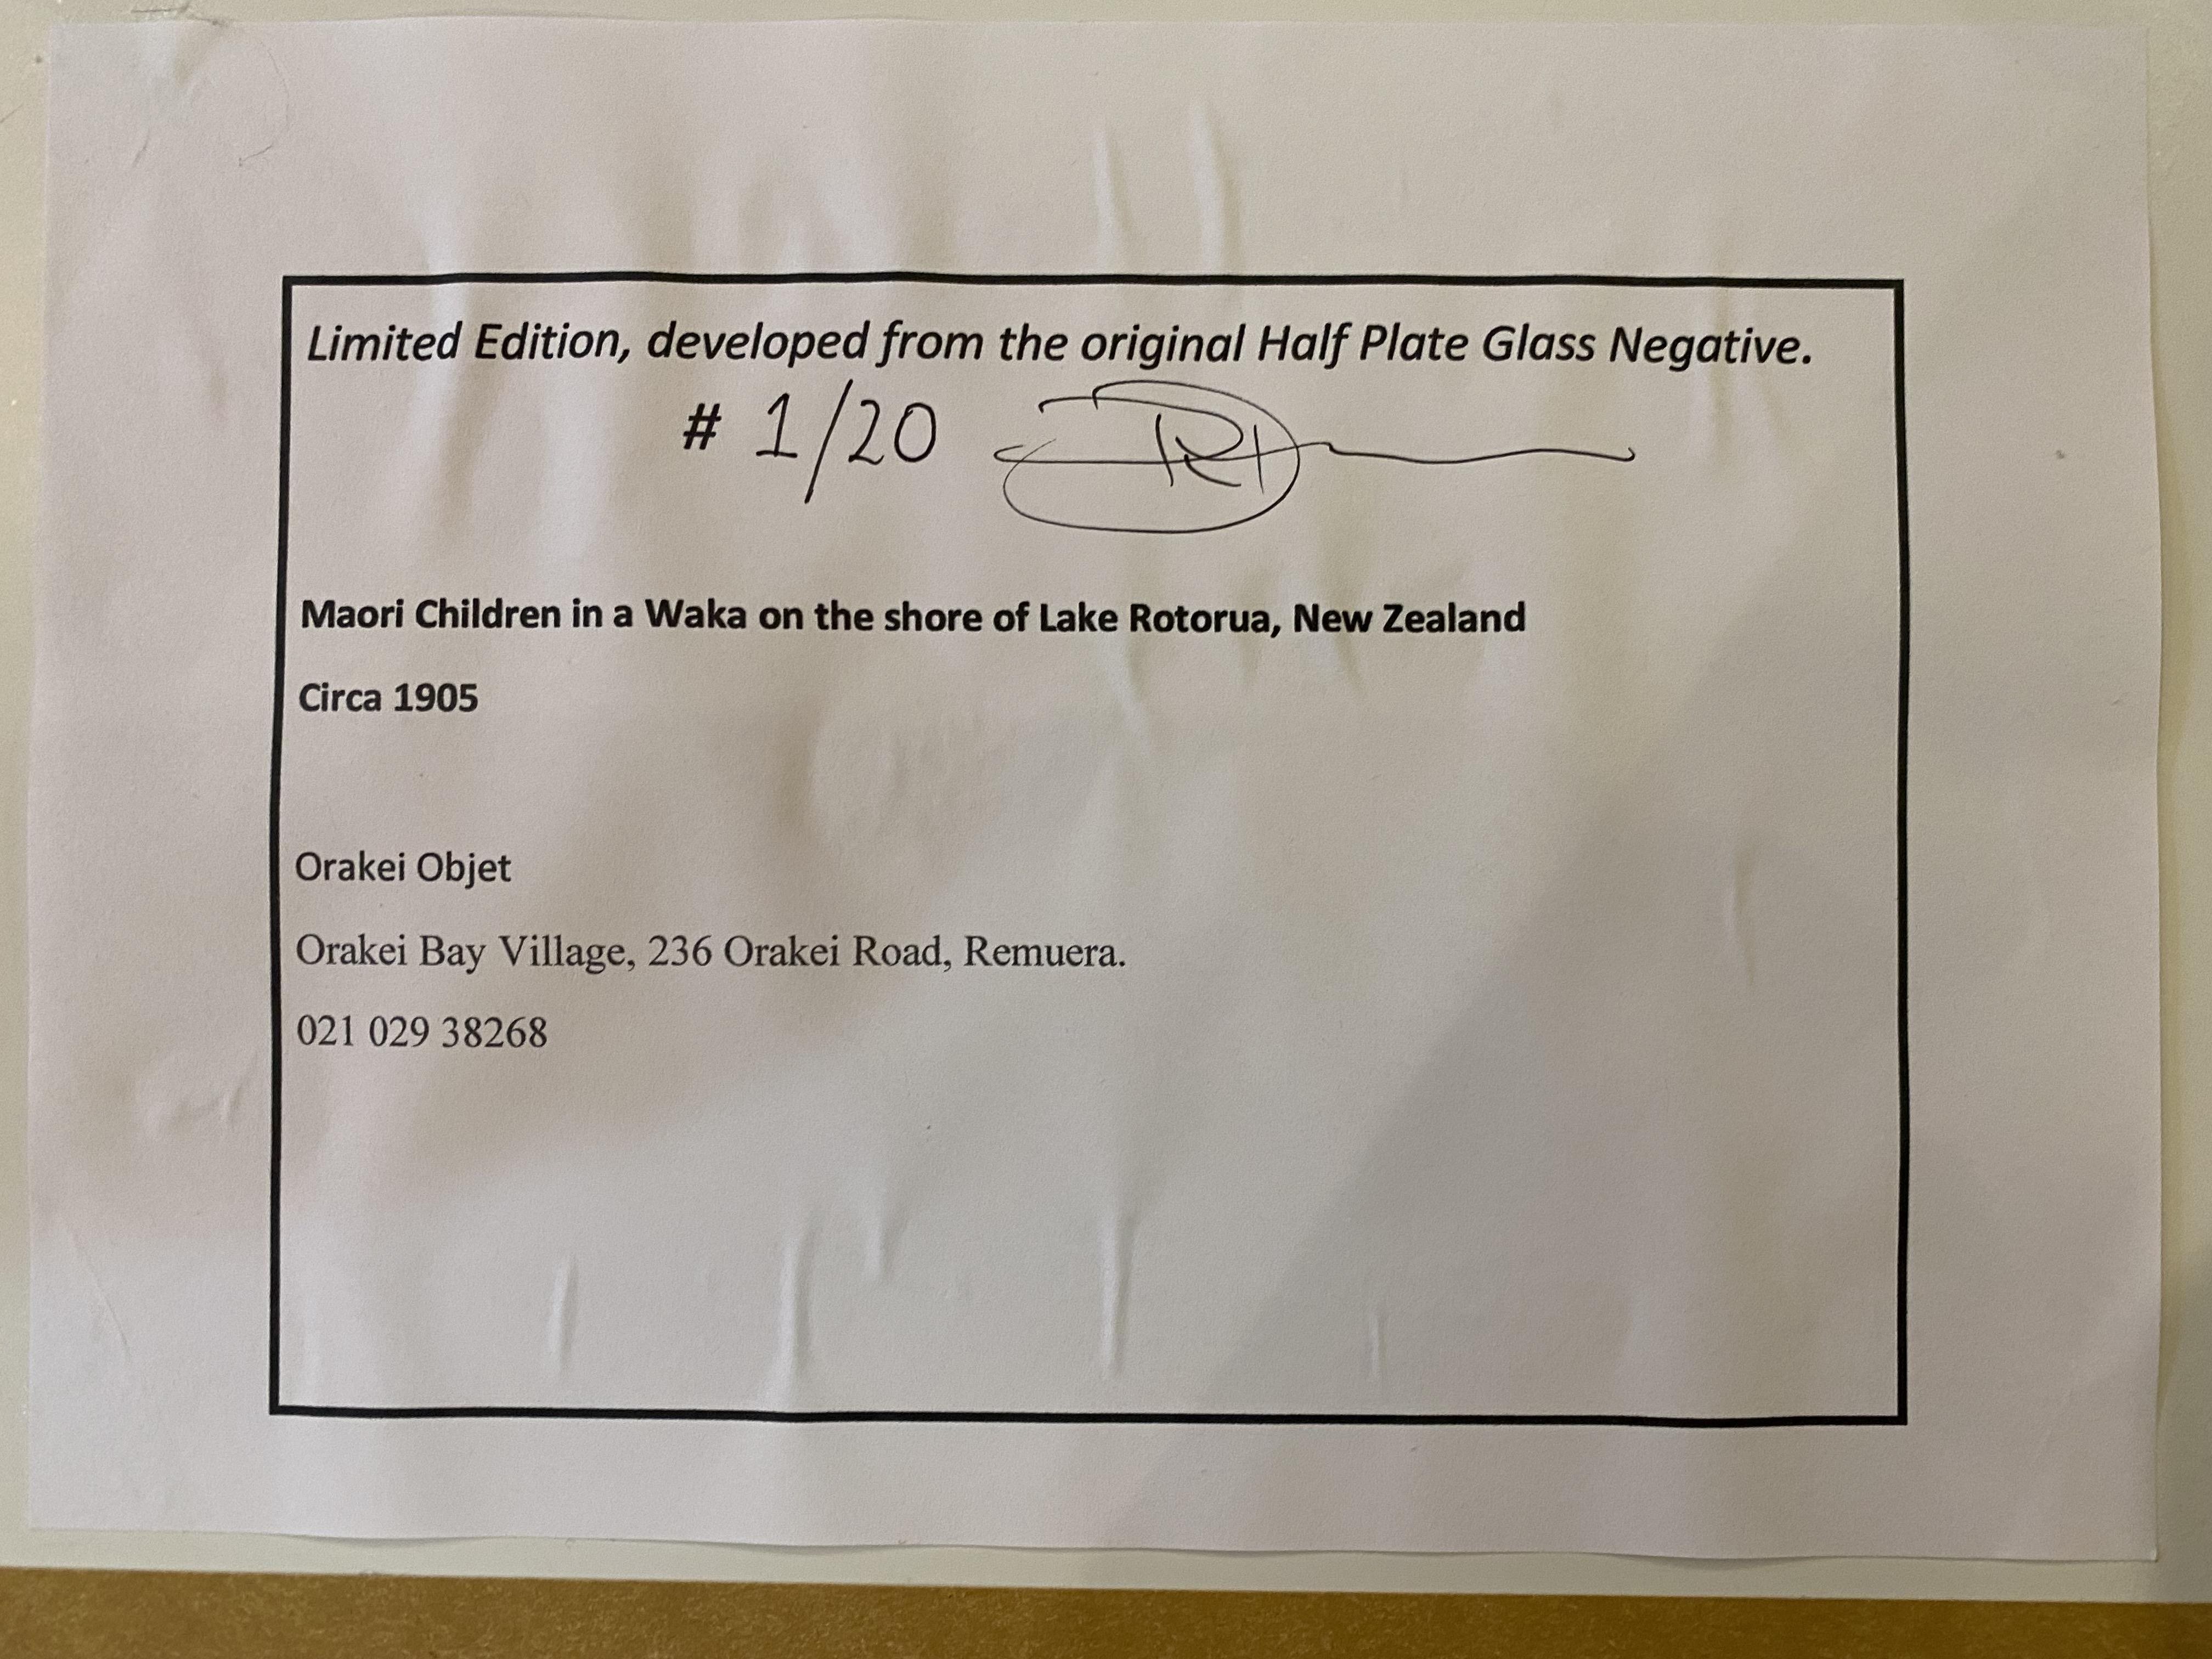 Limited Edition, developed from the original Half Plate Glass Negative.
# 1/20
Maori Children in a Waka on the shore of Lake Rotorua, New Zealand
Circa 1905
Orakei Objet
Orakei Bay Village, 236 Orakei Road, Remuera.
021 029 38268